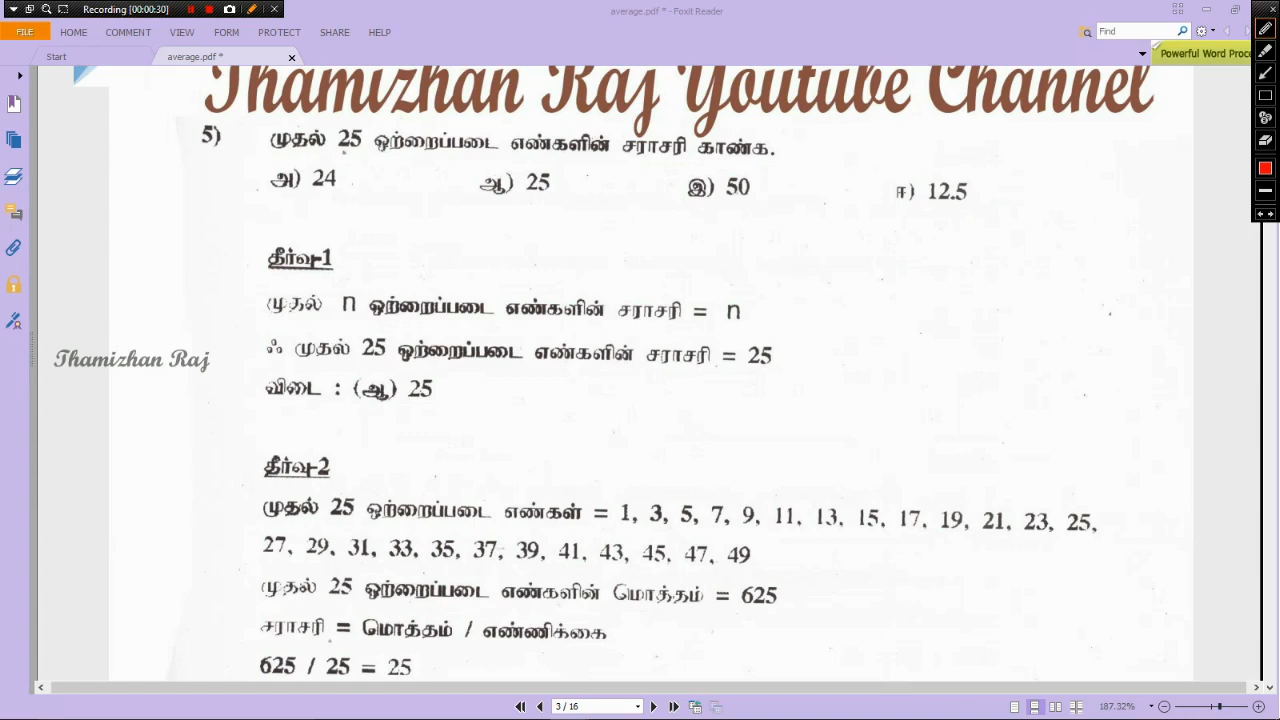 Recording [00:00:30]
average.pdf * - Foxit Reader
FILE HOME COMMENT VIEW FORM PROTECT SHARE HELP
Find
Start average.pdf *
Powerful Word Proce
Thamizhan Raj Youtube Channel
5) முதல் 25 ஒற்றைப்படை எண்களின் சராசரி காண்க.
அ) 24 ஆ) 25 இ) 50 ஈ) 12.5
தீர்வு-1
முதல் n ஒற்றைப்படை எண்களின் சராசரி = n
ஃ முதல் 25 ஒற்றைப்படை எண்களின் சராசரி = 25
Thamizhan Raj
விடை : (ஆ) 25
தீர்வு-2
முதல் 25 ஒற்றைப்படை எண்கள் = 1, 3, 5, 7, 9, 11, 13, 15, 17, 19, 21, 23, 25,
27, 29, 31, 33, 35, 37, 39, 41, 43, 45, 47, 49
முதல் 25 ஒற்றைப்படை எண்களின் மொத்தம் = 625
சராசரி = மொத்தம் / எண்ணிக்கை
625 / 25 = 25
3 / 16
187.32%